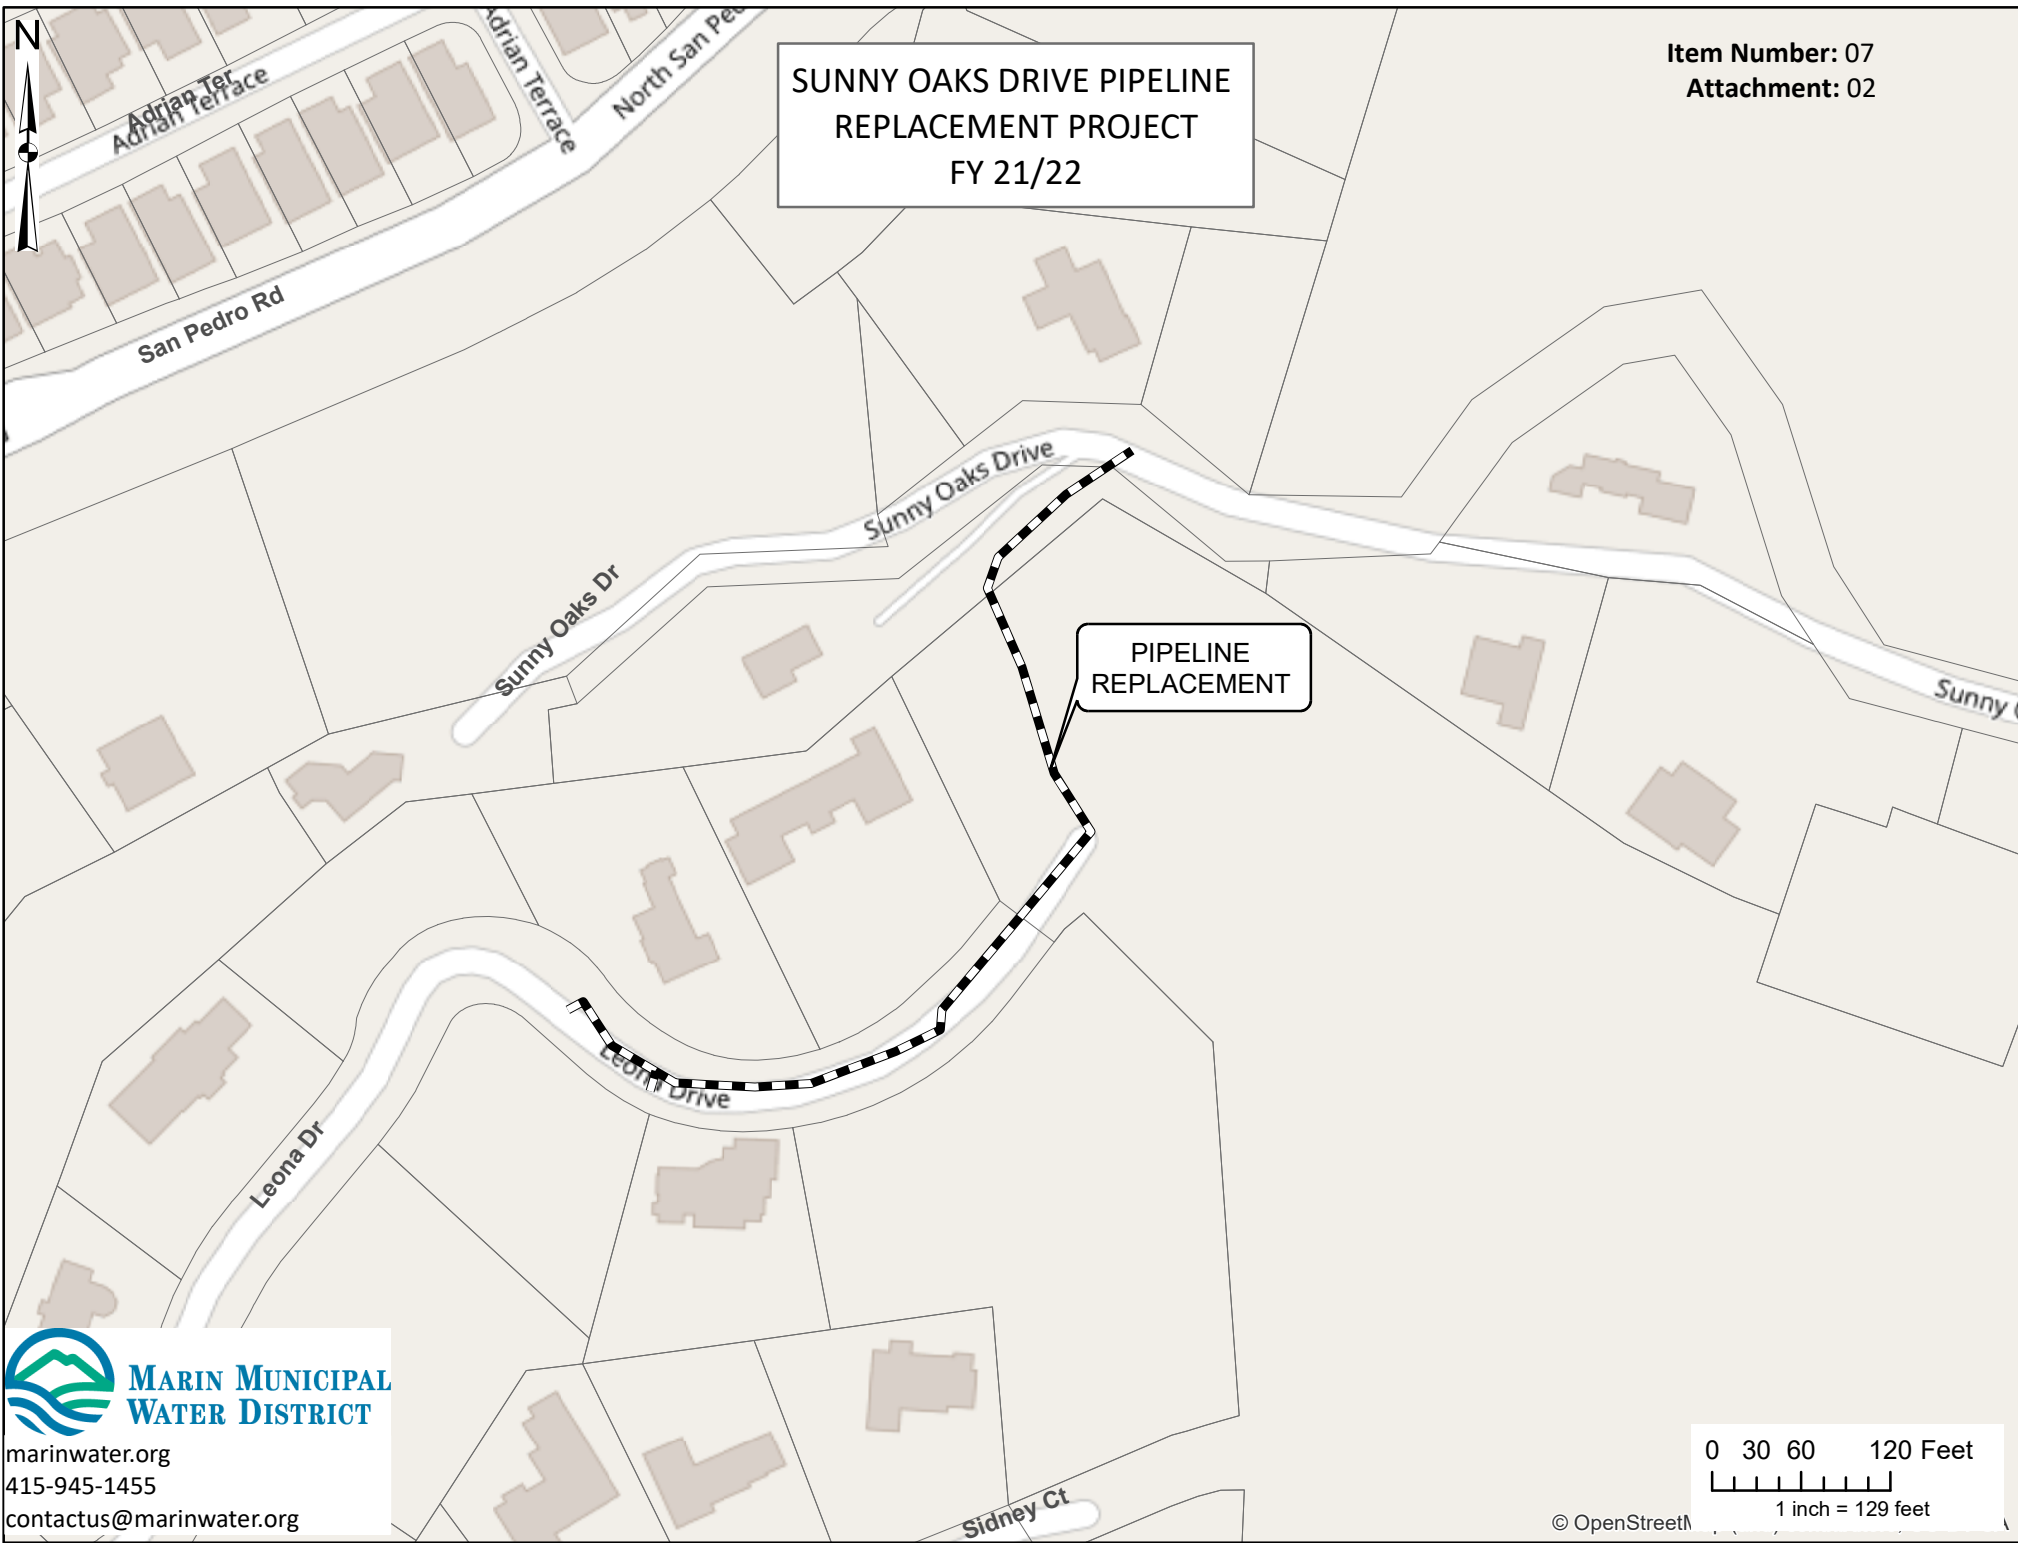 N
Item Number: 07
Attachment: 02
SUNNY OAKS DRIVE PIPELINE
REPLACEMENT PROJECT
FY 21/22
Adrian Ter
Adrian Terrace
Adrian Terrace
North San Ped
San Pedro Rd
Sunny Oaks Drive
Sunny Oaks Dr
PIPELINE
REPLACEMENT
Sunny
Leona Drive
Leona Dr
MARIN MUNICIPAL
WATER DISTRICT
marinwater.org
415-945-1455
contactus@marinwater.org
Sidney Ct
0 30 60 120 Feet
1 inch = 129 feet
© OpenStreetM